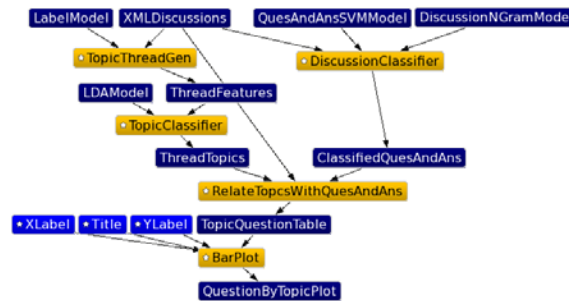 LabelModel XMLDiscussions QuesAndAnsSVMModel DiscussionNGramMode
TopicThreadGen DiscussionClassifier
LDAModel ThreadFeatures
TopicClassifier
ThreadTopics ClassifiedQuesAndAns
RelateTopcsWithQuesAndAns
XLabel Title YLabel TopicQuestionTable
BarPlot
QuestionByTopicPlot